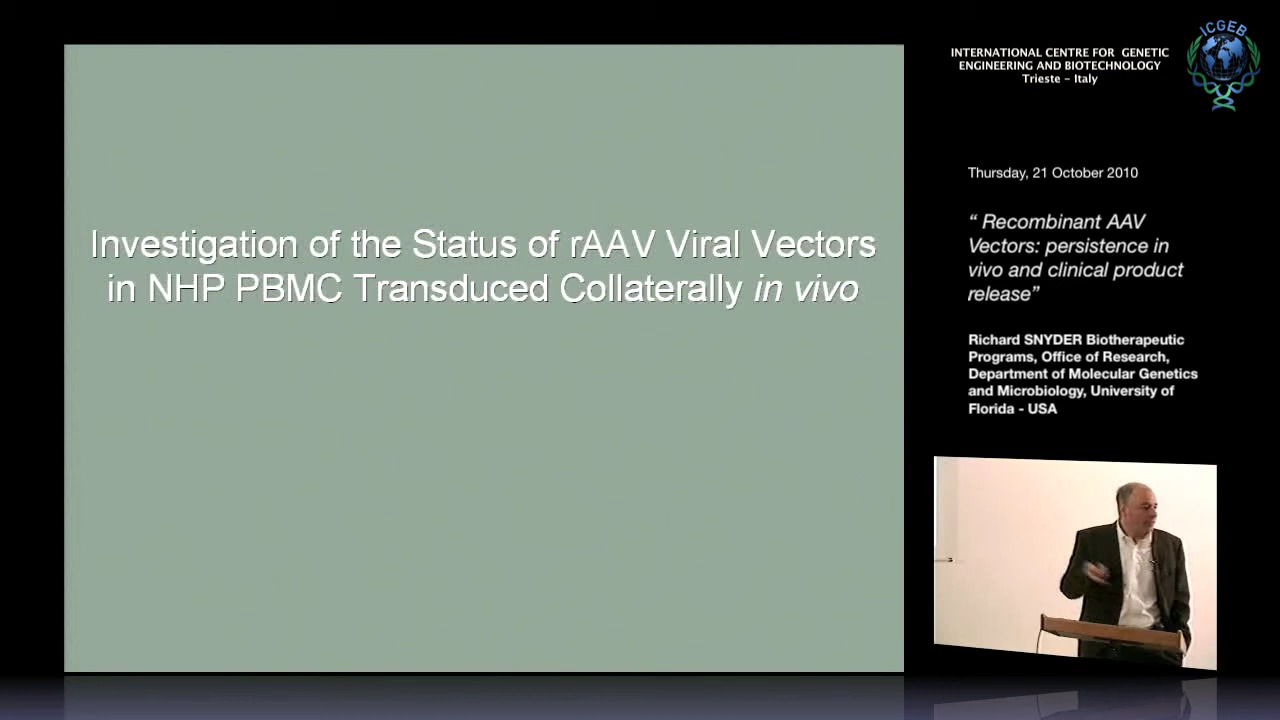 Investigation of the Status of rAAV Viral Vectors
in NHP PBMC Transduced Collaterally in vivo
INTERNATIONAL CENTRE FOR GENETIC
ENGINEERING AND BIOTECHNOLOGY
Trieste – Italy
ICGEB
Thursday, 21 October 2010
“ Recombinant AAV
Vectors: persistence in
vivo and clinical product
release”
Richard SNYDER Biotherapeutic
Programs, Office of Research,
Department of Molecular Genetics
and Microbiology, University of
Florida - USA